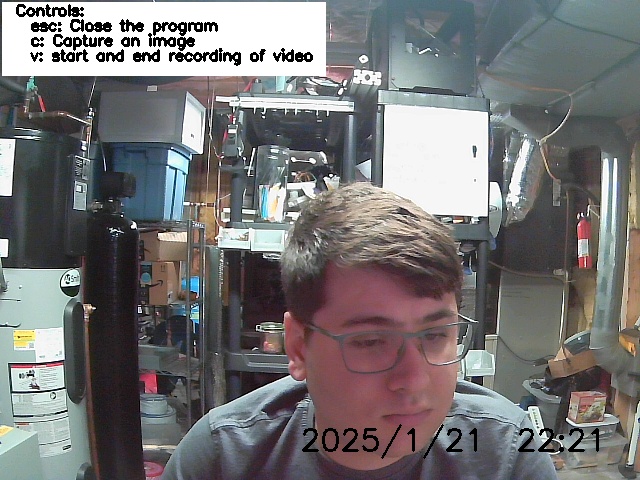 Controls:
esc: Close the program
c: Capture an image
v: start and end recording of video
2025/1/21 22:21